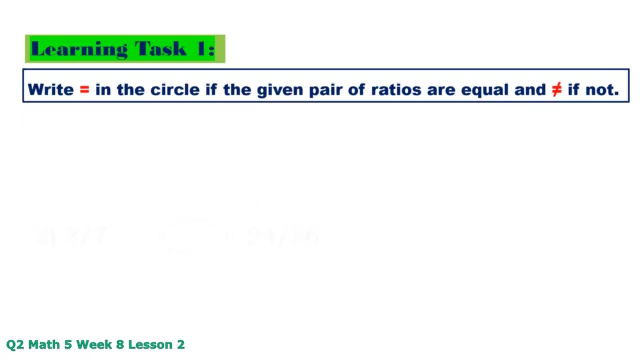 Learning Task 1:
Write = in the circle if the given pair of ratios are equal and ≠ if not.
Q2 Math 5 Week 8 Lesson 2